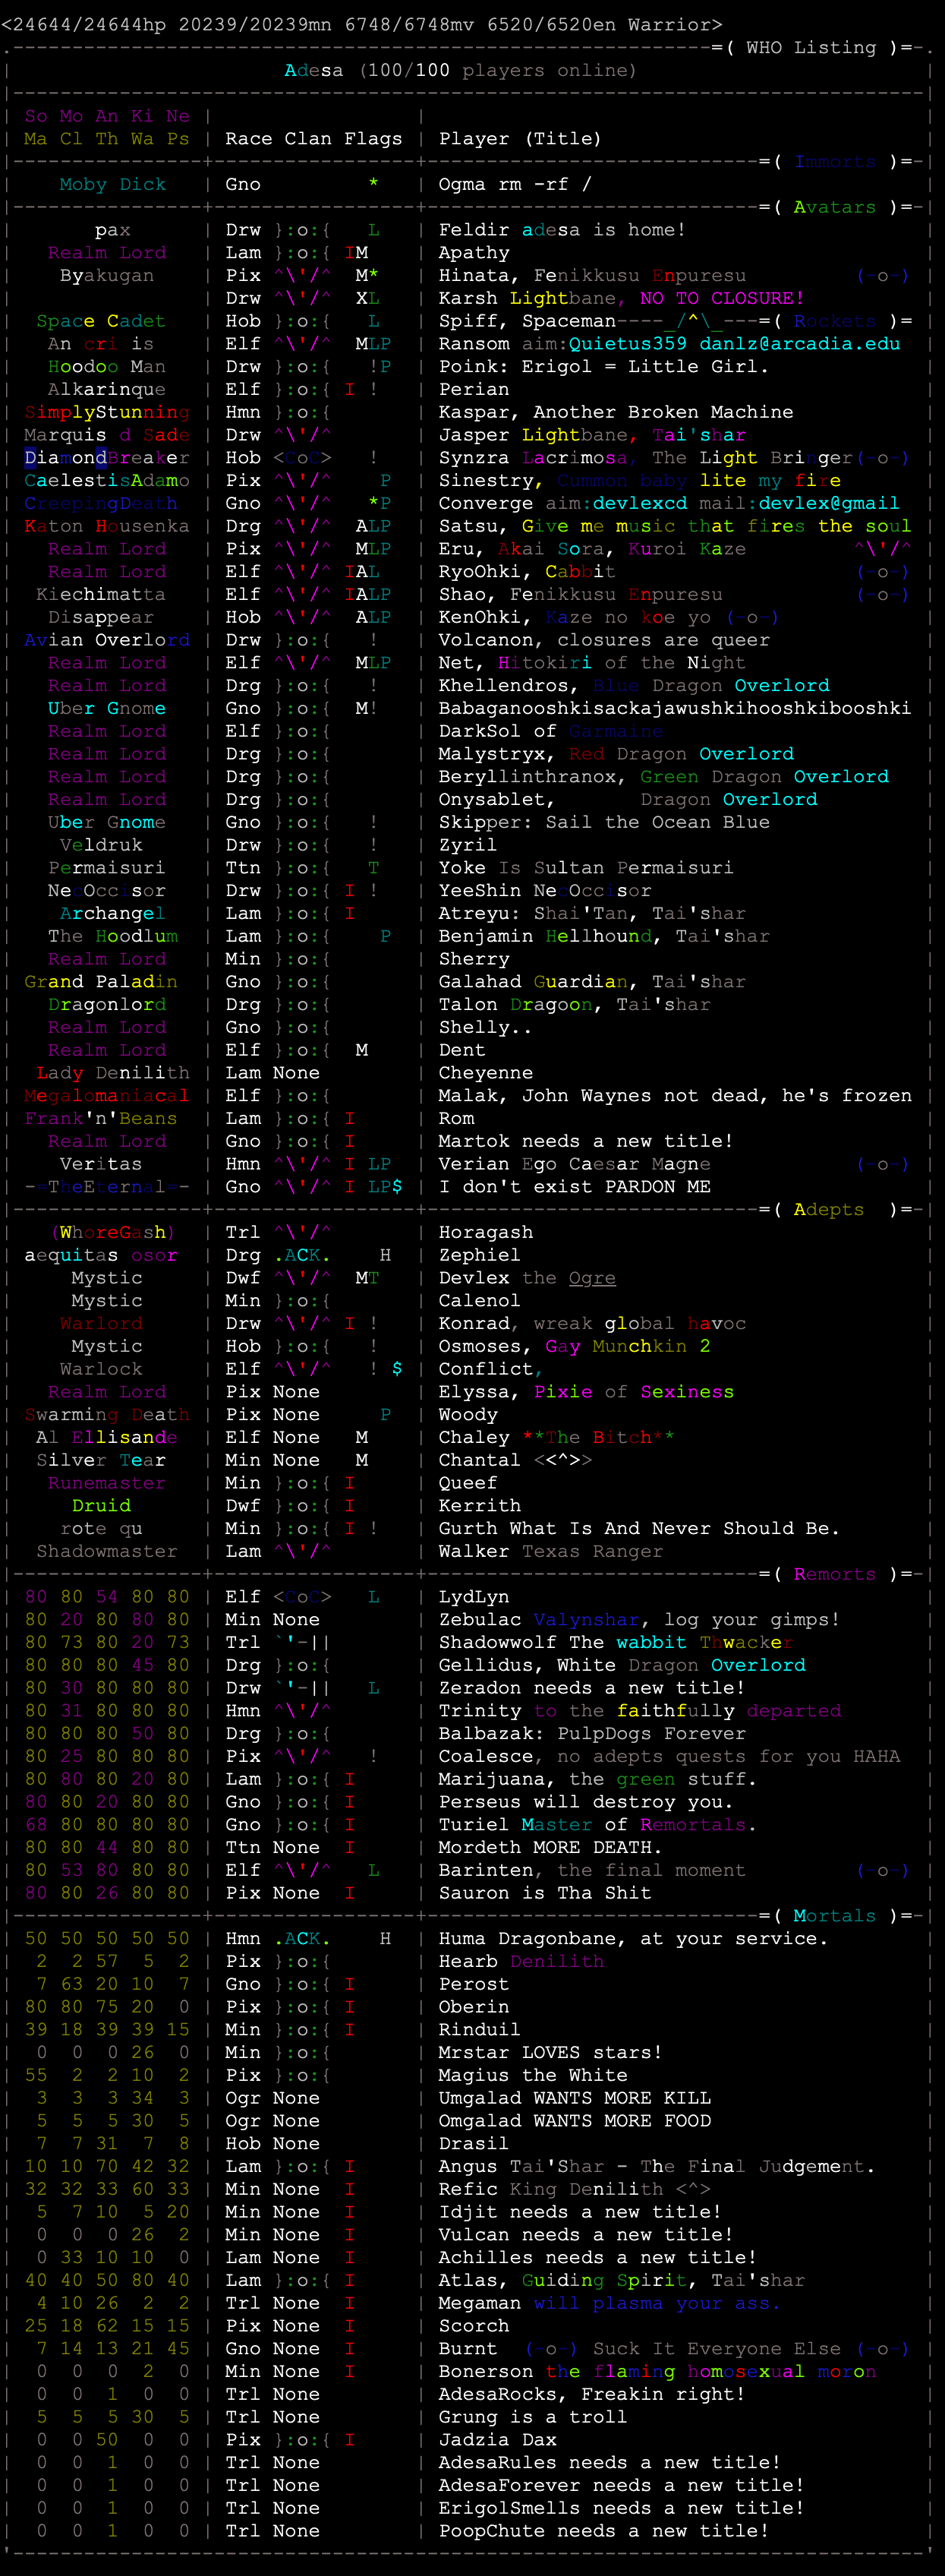 <24644/24644hp 20239/20239mn 6748/6748mv 6520/6520en Warrior>
.-----------------------------------------------------------=( WHO Listing )=-.
| Adesa (100/100 players online) |
|-----------------------------------------------------------------------------|
| So Mo An Ki Ne | | |
| Ma Cl Th Wa Ps | Race Clan Flags | Player (Title) |
|----------------+-----------------+----------------------------=( Immorts )=-|
| Moby Dick | Gno * | Ogma rm -rf / |
|----------------+-----------------+----------------------------=( Avatars )=-|
| pax | Drw }:o:{ L | Feldir adesa is home! |
| Realm Lord | Lam }:o:{ IM | Apathy |
| Byakugan | Pix ^\'/^ M* | Hinata, Fenikkusu Enpuresu (-o-) |
| | Drw ^\'/^ XL | Karsh Lightbane, NO TO CLOSURE! |
| Space Cadet | Hob }:o:{ L | Spiff, Spaceman----_/^\_---=( Rockets )= |
| An cri is | Elf ^\'/^ MLP | Ransom aim:Quietus359 danlz@arcadia.edu |
| Hoodoo Man | Drw }:o:{ !P | Poink: Erigol = Little Girl. |
| Alkarinque | Elf }:o:{ I ! | Perian |
| SimplyStunning | Hmn }:o:{ | Kaspar, Another Broken Machine |
| Marquis d Sade | Drw ^\'/^ | Jasper Lightbane, Tai'shar |
| DiamondBreaker | Hob <CoC> ! | Synzra Lacrimosa, The Light Bringer(-o-) |
| CaelestisAdamo | Pix ^\'/^ P | Sinestry, Cummon baby lite my fire |
| CreepingDeath | Gno ^\'/^ *P | Converge aim:devlexcd mail:devlex@gmail |
| Katon Housenka | Drg ^\'/^ ALP | Satsu, Give me music that fires the soul |
| Realm Lord | Pix ^\'/^ MLP | Eru, Akai Sora, Kuroi Kaze ^\'/^ |
| Realm Lord | Elf ^\'/^ IAL | RyoOhki, Cabbit (-o-) |
| Kiechimatta | Elf ^\'/^ IALP | Shao, Fenikkusu Enpuresu (-o-) |
| Disappear | Hob ^\'/^ ALP | KenOhki, Kaze no koe yo (-o-) |
| Avian Overlord | Drw }:o:{ ! | Volcanon, closures are queer |
| Realm Lord | Elf ^\'/^ MLP | Net, Hitokiri of the Night |
| Realm Lord | Drg }:o:{ ! | Khellendros, Blue Dragon Overlord |
| Uber Gnome | Gno }:o:{ M! | Babaganooshkisackajawushkihooshkibooshki |
| Realm Lord | Elf }:o:{ | DarkSol of Garmaine |
| Realm Lord | Drg }:o:{ | Malystryx, Red Dragon Overlord |
| Realm Lord | Drg }:o:{ | Beryllinthranox, Green Dragon Overlord |
| Realm Lord | Drg }:o:{ | Onysablet, Dragon Overlord |
| Uber Gnome | Gno }:o:{ ! | Skipper: Sail the Ocean Blue |
| Veldruk | Drw }:o:{ ! | Zyril |
| Permaisuri | Ttn }:o:{ T | Yoke Is Sultan Permaisuri |
| NecOccisor | Drw }:o:{ I ! | YeeShin NecOccisor |
| Archangel | Lam }:o:{ I | Atreyu: Shai'Tan, Tai'shar |
| The Hoodlum | Lam }:o:{ P | Benjamin Hellhound, Tai'shar |
| Realm Lord | Min }:o:{ | Sherry |
| Grand Paladin | Gno }:o:{ | Galahad Guardian, Tai'shar |
| Dragonlord | Drg }:o:{ | Talon Dragoon, Tai'shar |
| Realm Lord | Gno }:o:{ | Shelly.. |
| Realm Lord | Elf }:o:{ M | Dent |
| Lady Denilith | Lam None | Cheyenne |
| Megalomaniacal | Elf }:o:{ | Malak, John Waynes not dead, he's frozen |
| Frank'n'Beans | Lam }:o:{ I | Rom |
| Realm Lord | Gno }:o:{ I | Martok needs a new title! |
| Veritas | Hmn ^\'/^ I LP | Verian Ego Caesar Magne (-o-) |
| -=TheEternal=- | Gno ^\'/^ I LP$ | I don't exist PARDON ME |
|----------------+-----------------+----------------------------=( Adepts )=-|
| (WhoreGash) | Trl ^\'/^ | Horagash |
| aequitas osor | Drg .ACK. H | Zephiel |
| Mystic | Dwf ^\'/^ MT | Devlex the Ogre |
| Mystic | Min }:o:{ | Calenol |
| Warlord | Drw ^\'/^ I ! | Konrad, wreak global havoc |
| Mystic | Hob }:o:{ ! | Osmoses, Gay Munchkin 2 |
| Warlock | Elf ^\'/^ ! $ | Conflict, |
| Realm Lord | Pix None | Elyssa, Pixie of Sexiness |
| Swarming Death | Pix None P | Woody |
| Al Ellisande | Elf None M | Chaley **The Bitch** |
| Silver Tear | Min None M | Chantal <<^>> |
| Runemaster | Min }:o:{ I | Queef |
| Druid | Dwf }:o:{ I | Kerrith |
| rote qu | Min }:o:{ I ! | Gurth What Is And Never Should Be. |
| Shadowmaster | Lam ^\'/^ | Walker Texas Ranger |
|----------------+-----------------+----------------------------=( Remorts )=-|
| 80 80 54 80 80 | Elf <CoC> L | LydLyn |
| 80 20 80 80 80 | Min None | Zebulac Valynshar, log your gimps! |
| 80 73 80 20 73 | Trl `'-|| | Shadowwolf The wabbit Thwacker |
| 80 80 80 45 80 | Drg }:o:{ | Gellidus, White Dragon Overlord |
| 80 30 80 80 80 | Drw `'-|| L | Zeradon needs a new title! |
| 80 31 80 80 80 | Hmn ^\'/^ | Trinity to the faithfully departed |
| 80 80 80 50 80 | Drg }:o:{ | Balbazak: PulpDogs Forever |
| 80 25 80 80 80 | Pix ^\'/^ ! | Coalesce, no adepts quests for you HAHA |
| 80 80 80 20 80 | Lam }:o:{ I | Marijuana, the green stuff. |
| 80 80 20 80 80 | Gno }:o:{ I | Perseus will destroy you. |
| 68 80 80 80 80 | Gno }:o:{ I | Turiel Master of Remortals. |
| 80 80 44 80 80 | Ttn None I | Mordeth MORE DEATH. |
| 80 53 80 80 80 | Elf ^\'/^ L | Barinten, the final moment (-o-) |
| 80 80 26 80 80 | Pix None I | Sauron is Tha Shit |
|----------------+-----------------+----------------------------=( Mortals )=-|
| 50 50 50 50 50 | Hmn .ACK. H | Huma Dragonbane, at your service. |
| 2 2 57 5 2 | Pix }:o:{ | Hearb Denilith |
| 7 63 20 10 7 | Gno }:o:{ I | Perost |
| 80 80 75 20 0 | Pix }:o:{ I | Oberin |
| 39 18 39 39 15 | Min }:o:{ I | Rinduil |
| 0 0 0 26 0 | Min }:o:{ | Mrstar LOVES stars! |
| 55 2 2 10 2 | Pix }:o:{ | Magius the White |
| 3 3 3 34 3 | Ogr None | Umgalad WANTS MORE KILL |
| 5 5 5 30 5 | Ogr None | Omgalad WANTS MORE FOOD |
| 7 7 31 7 8 | Hob None | Drasil |
| 10 10 70 42 32 | Lam }:o:{ I | Angus Tai'Shar - The Final Judgement. |
| 32 32 33 60 33 | Min None I | Refic King Denilith <^> |
| 5 7 10 5 20 | Min None I | Idjit needs a new title! |
| 0 0 0 26 2 | Min None I | Vulcan needs a new title! |
| 0 33 10 10 0 | Lam None I | Achilles needs a new title! |
| 40 40 50 80 40 | Lam }:o:{ I | Atlas, Guiding Spirit, Tai'shar |
| 4 10 26 2 2 | Trl None I | Megaman will plasma your ass. |
| 25 18 62 15 15 | Pix None I | Scorch |
| 7 14 13 21 45 | Gno None I | Burnt (-o-) Suck It Everyone Else (-o-) |
| 0 0 0 2 0 | Min None I | Bonerson the flaming homosexual moron |
| 0 0 1 0 0 | Trl None | AdesaRocks, Freakin right! |
| 5 5 5 30 5 | Trl None | Grung is a troll |
| 0 0 50 0 0 | Pix }:o:{ I | Jadzia Dax |
| 0 0 1 0 0 | Trl None | AdesaRules needs a new title! |
| 0 0 1 0 0 | Trl None | AdesaForever needs a new title! |
| 0 0 1 0 0 | Trl None | ErigolSmells needs a new title! |
| 0 0 1 0 0 | Trl None | PoopChute needs a new title! |
'-----------------------------------------------------------------------------'